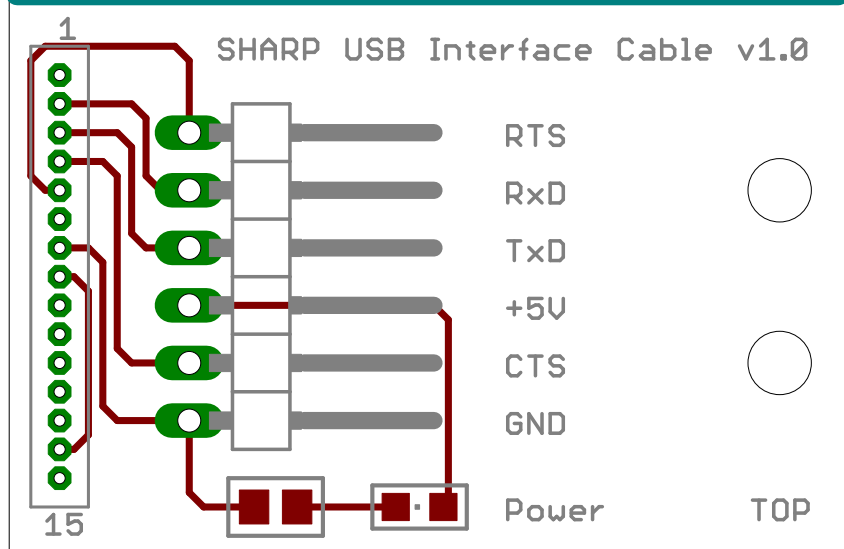 1
SHARP USB Interface Cable v1.0
RTS
RxD
TxD
+5V
CTS
GND
Power
TOP
15